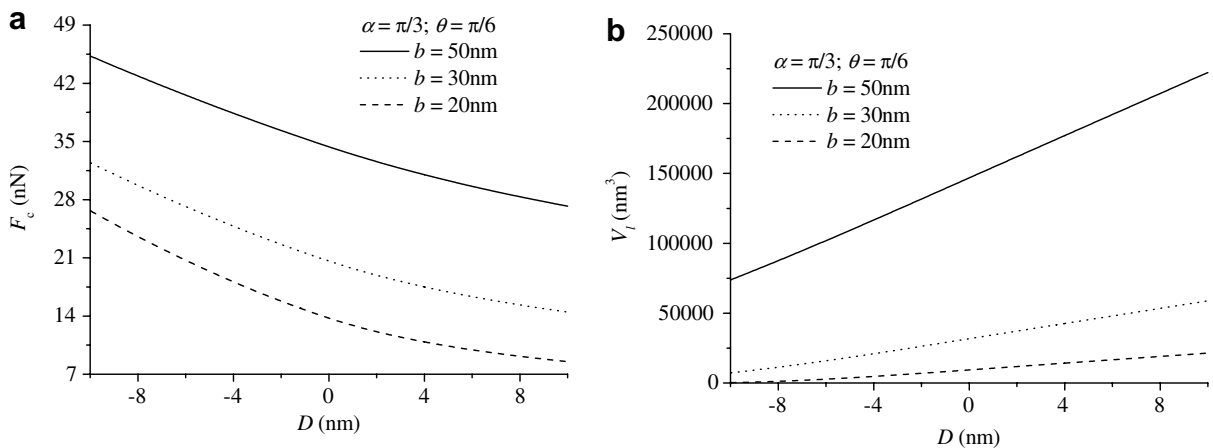 a
49
42
35
28
21
14
7
F_c (nN)
α = π/3; θ = π/6
b = 50nm
b = 30nm
b = 20nm
-8
-4
0
4
8
D (nm)
b
250000
200000
150000
100000
50000
0
V_l (nm³)
α = π/3; θ = π/6
b = 50nm
b = 30nm
b = 20nm
-8
-4
0
4
8
D (nm)